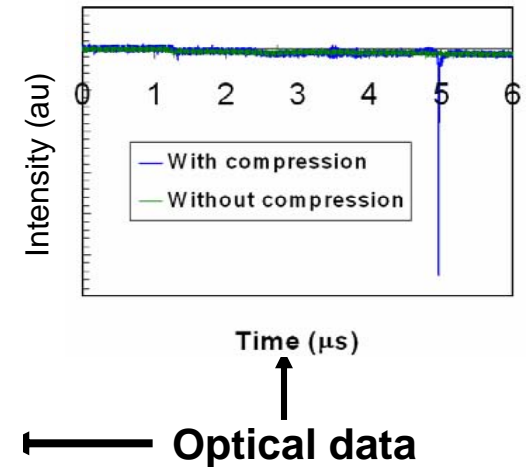 Intensity (au)
0 1 2 3 4 5 6
With compression
Without compression
Time (μs)
Optical data